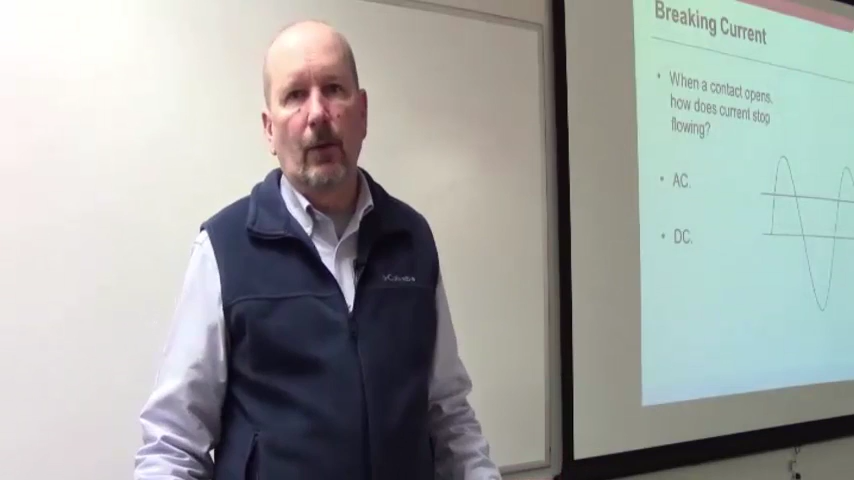 Breaking Current
• When a contact opens,
how does current stop
flowing?
• AC.
• DC.
Columbia